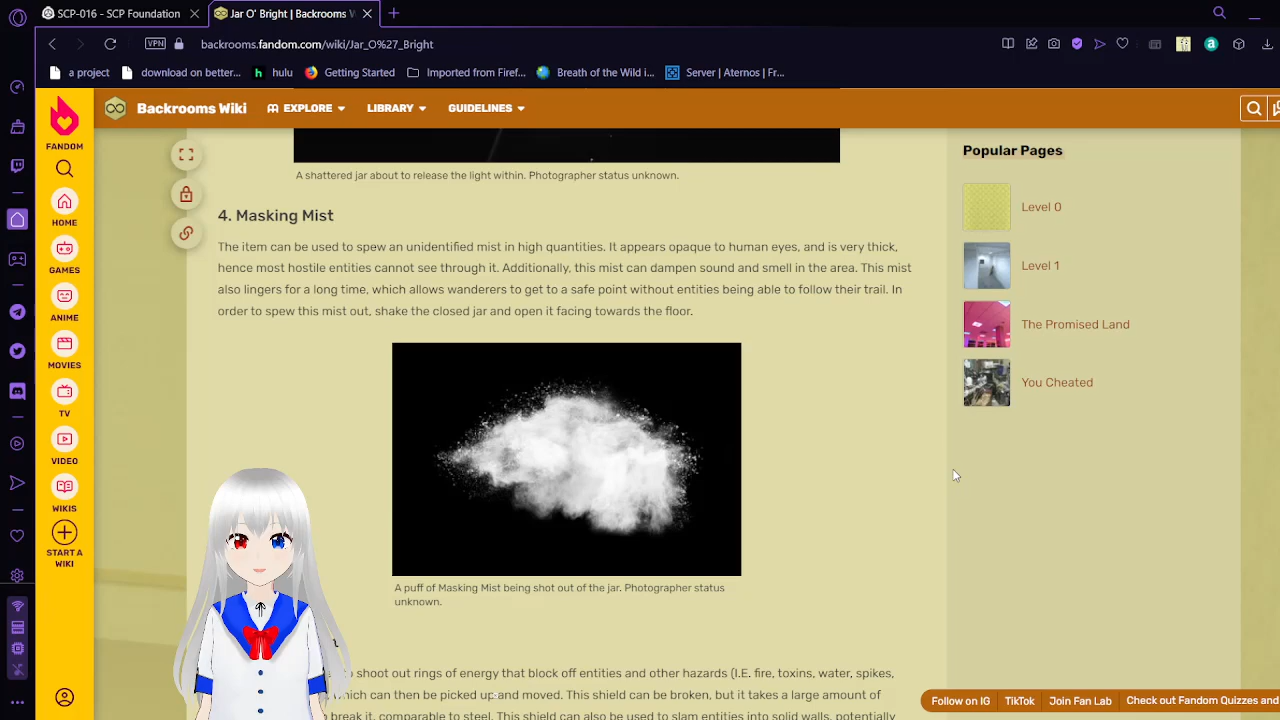 SCP-016 - SCP Foundation
Jar O' Bright | Backrooms W
VPN
backrooms.fandom.com/wiki/Jar_O%27_Bright
a project
download on better...
hulu
Getting Started
Imported from Firef...
Breath of the Wild i...
Server | Aternos | Fr...
FANDOM
HOME
GAMES
ANIME
MOVIES
TV
VIDEO
WIKIS
START A
WIKI
Backrooms Wiki
EXPLORE
LIBRARY
GUIDELINES
A shattered jar about to release the light within. Photographer status unknown.
4. Masking Mist
The item can be used to spew an unidentified mist in high quantities. It appears opaque to human eyes, and is very thick,
hence most hostile entities cannot see through it. Additionally, this mist can dampen sound and smell in the area. This mist
also lingers for a long time, which allows wanderers to get to a safe point without entities being able to follow their trail. In
order to spew this mist out, shake the closed jar and open it facing towards the floor.
A puff of Masking Mist being shot out of the jar. Photographer status
unknown.
shoot out rings of energy that block off entities and other hazards (I.E. fire, toxins, water, spikes,
which can then be picked up and moved. This shield can be broken, but it takes a large amount of
break it, comparable to steel. This shield can also be used to slam entities into solid walls, potentially
Popular Pages
Level 0
Level 1
The Promised Land
You Cheated
Follow on IG
TikTok
Join Fan Lab
Check out Fandom Quizzes and